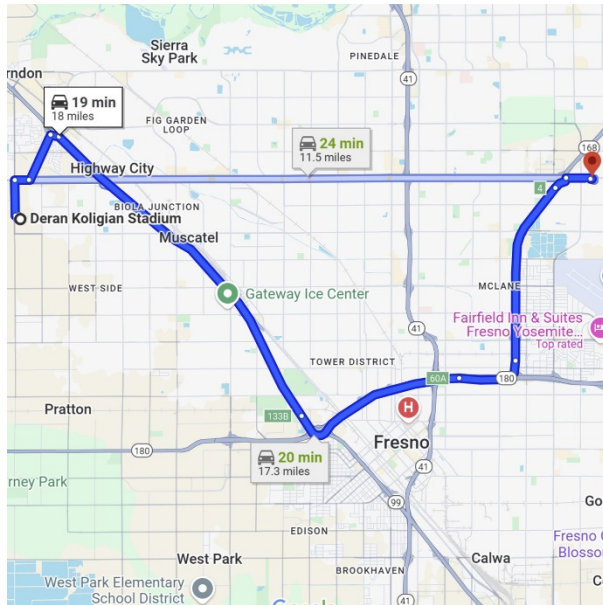 Sierra
Sky Park
PINEDALE
41
rndon
19 min
18 miles
FIG GARDEN
LOOP
24 min
11.5 miles
168
Highway City
4
BIOLA JUNCTION
Deran Koligian Stadium
Muscatel
WEST SIDE
Gateway Ice Center
MCLANE
Fairfield Inn & Suites
Fresno Yosemite...
Top rated
41
TOWER DISTRICT
60A
180
Pratton
133B
H
Fresno
180
20 min
17.3 miles
41
rney Park
99
Go
EDISON
Fresno C
Blosso
West Park
Calwa
BROOKHAVEN
West Park Elementary
School District
41
C